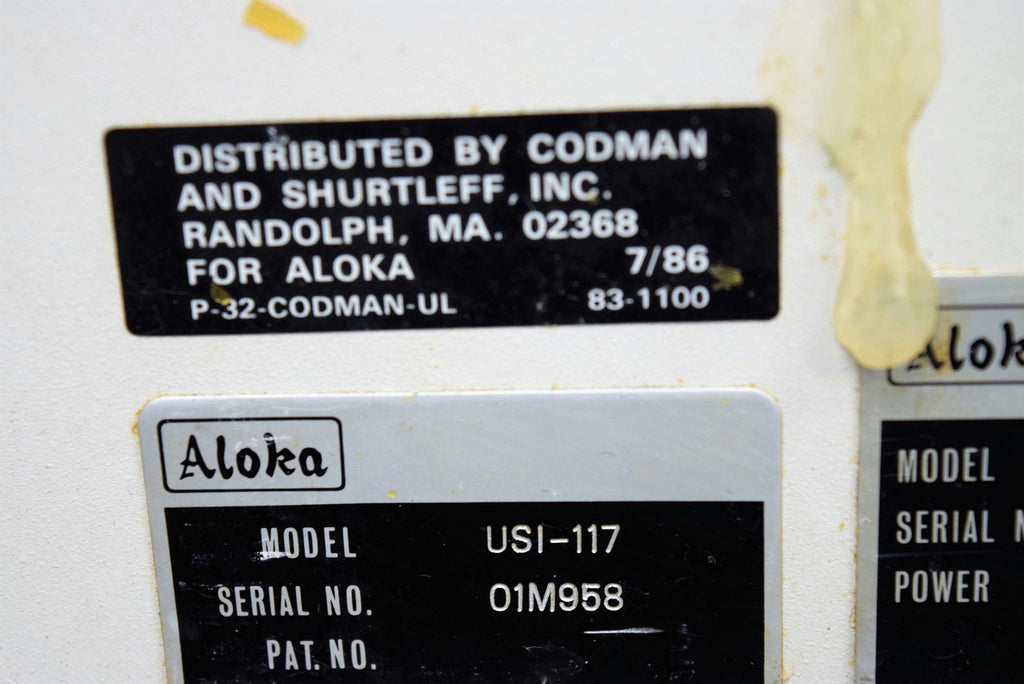 DISTRIBUTED BY CODMAN
AND SHURTLEFF, INC.
RANDOLPH, MA. 02368
FOR ALOKA 7/86
P-32-CODMAN-UL 83-1100
Aloka
MODEL USI-117
SERIAL NO. 01M958
PAT. NO.
Alok
MODEL
SERIAL N
POWER